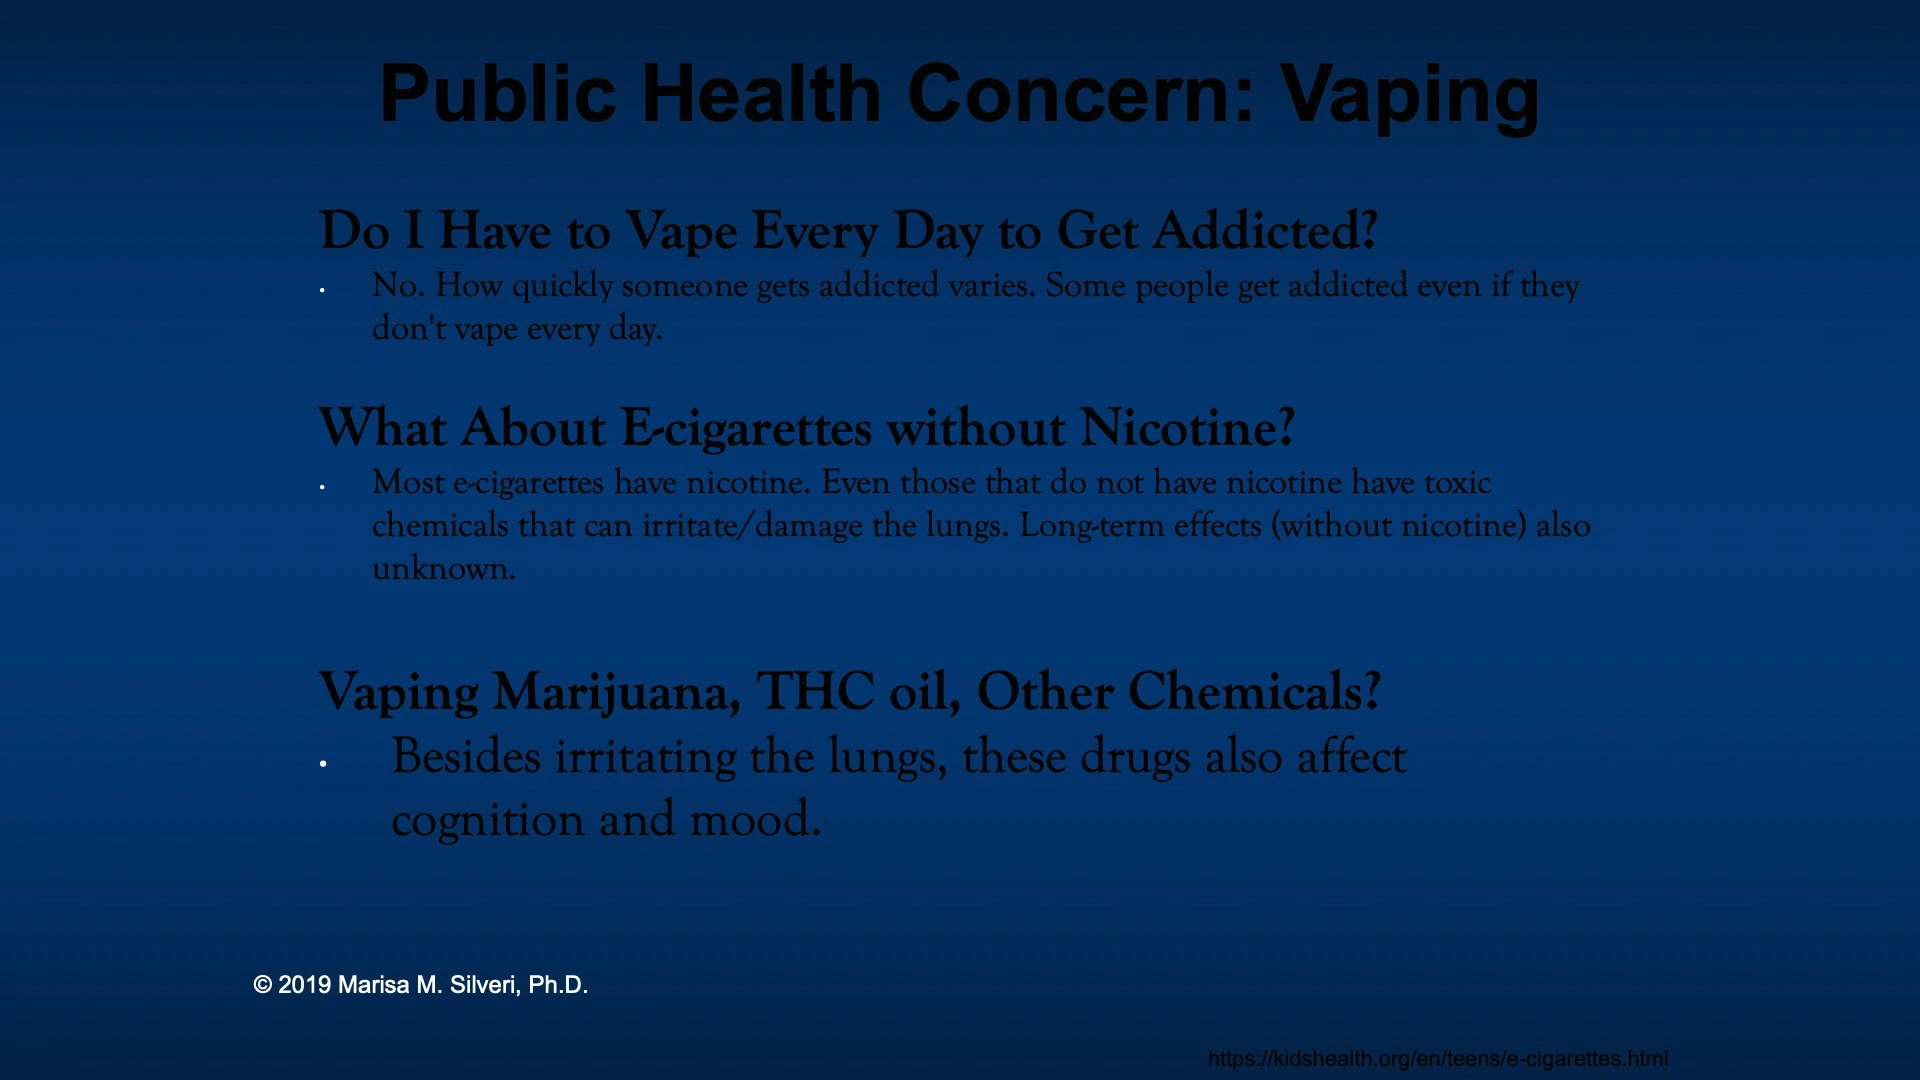 Public Health Concern: Vaping
Do I Have to Vape Every Day to Get Addicted?
• No. How quickly someone gets addicted varies. Some people get addicted even if they
don't vape every day.
What About E-cigarettes without Nicotine?
• Most e-cigarettes have nicotine. Even those that do not have nicotine have toxic
chemicals that can irritate/damage the lungs. Long-term effects (without nicotine) also
unknown.
Vaping Marijuana, THC oil, Other Chemicals?
• Besides irritating the lungs, these drugs also affect
cognition and mood.
© 2019 Marisa M. Silveri, Ph.D.
https://kidshealth.org/en/teens/e-cigarettes.html